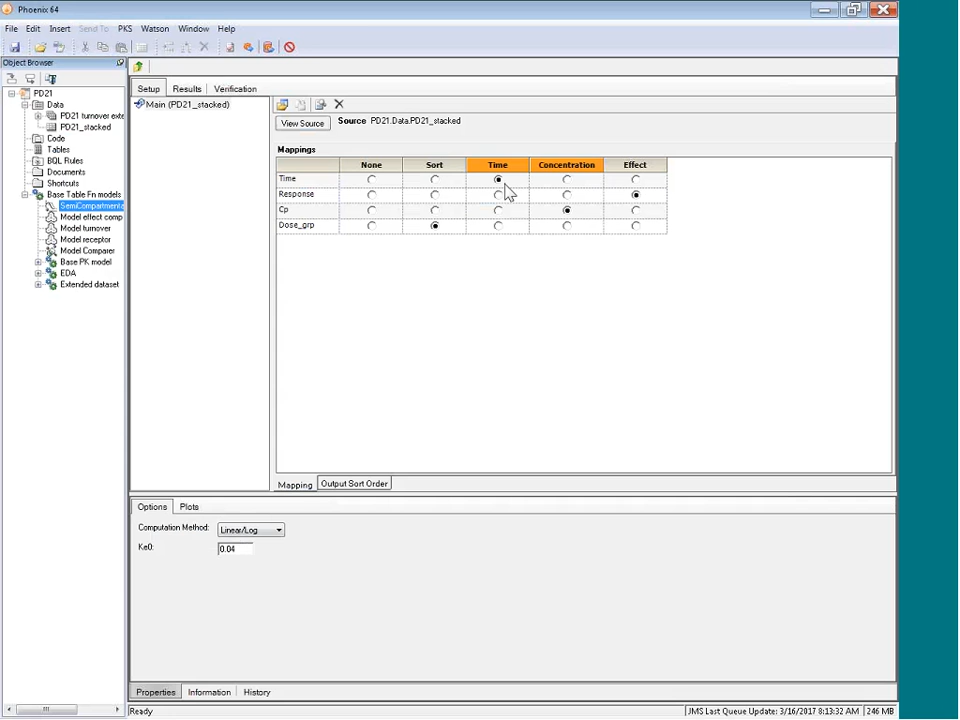 Phoenix 64
File Edit Insert Send To PKS Watson Window Help
Object Browser
PD21
Data
PD21 turnover exte
PD21_stacked
Code
Tables
BQL Rules
Documents
Shortcuts
Base Table Fn models
SemiCompartmenta
Model effect comp
Model turnover
Model receptor
Model Comparer
Base PK model
EDA
Extended dataset
Setup Results Verification
Main (PD21_stacked)
View Source Source PD21.Data.PD21_stacked
Mappings
None Sort Time Concentration Effect
Time
Response
Cp
Dose_grp
Mapping Output Sort Order
Options Plots
Computation Method: Linear/Log
Ke0: 0.04
Properties Information History
Ready JMS Last Queue Update: 3/16/2017 8:13:32 AM 246 MB